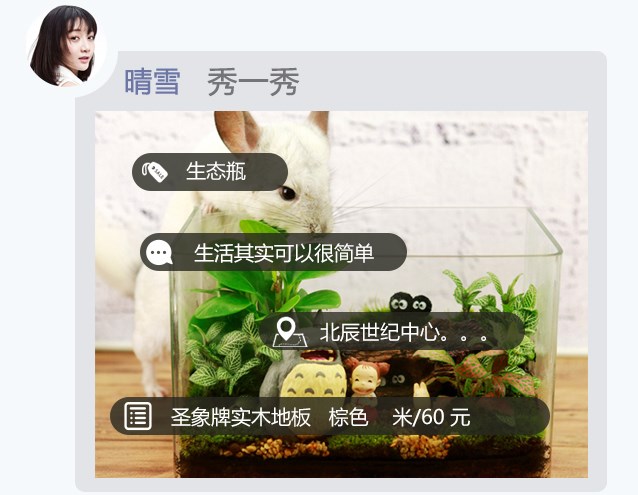 晴雪 秀一秀
生态瓶
生活其实可以很简单
北辰世纪中心。。。
圣象牌实木地板 棕色 米/60 元